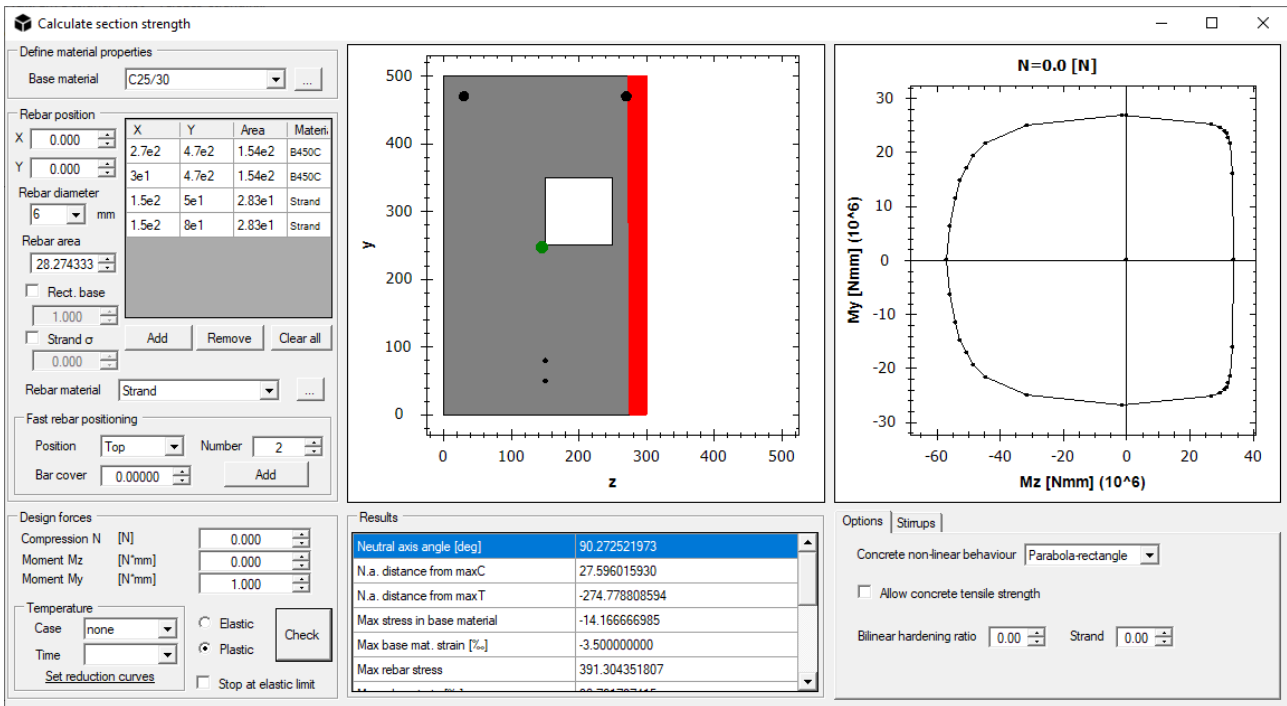 Calculate section strength
Define material properties
Base material C25/30 ...
Rebar position
X 0.000
Y 0.000
Rebar diameter
6 mm
Rebar area
28.274333
Rect. base
1.000
Strand σ
0.000
X Y Area Materi
2.7e2 4.7e2 1.54e2 B450C
3e1 4.7e2 1.54e2 B450C
1.5e2 5e1 2.83e1 Strand
1.5e2 8e1 2.83e1 Strand
Add Remove Clear all
Rebar material Strand ...
Fast rebar positioning
Position Top Number 2
Bar cover 0.00000 Add
Design forces
Compression N [N] 0.000
Moment Mz [N*mm] 0.000
Moment My [N*mm] 1.000
Temperature
Case none
Time
Set reduction curves
Elastic
Plastic
Stop at elastic limit
Check
500
400
300
200
100
0
y
0 100 200 300 400 500
z
N=0.0 [N]
30
20
10
0
-10
-20
-30
My [Nmm] (10^6)
-60 -40 -20 0 20 40
Mz [Nmm] (10^6)
Results
Neutral axis angle [deg] 90.272521973
N.a. distance from maxC 27.596015930
N.a. distance from maxT -274.778808594
Max stress in base material -14.166666985
Max base mat. strain [‰] -3.500000000
Max rebar stress 391.304351807
Options Stirrups
Concrete non-linear behaviour Parabola-rectangle
Allow concrete tensile strength
Bilinear hardening ratio 0.00 Strand 0.00